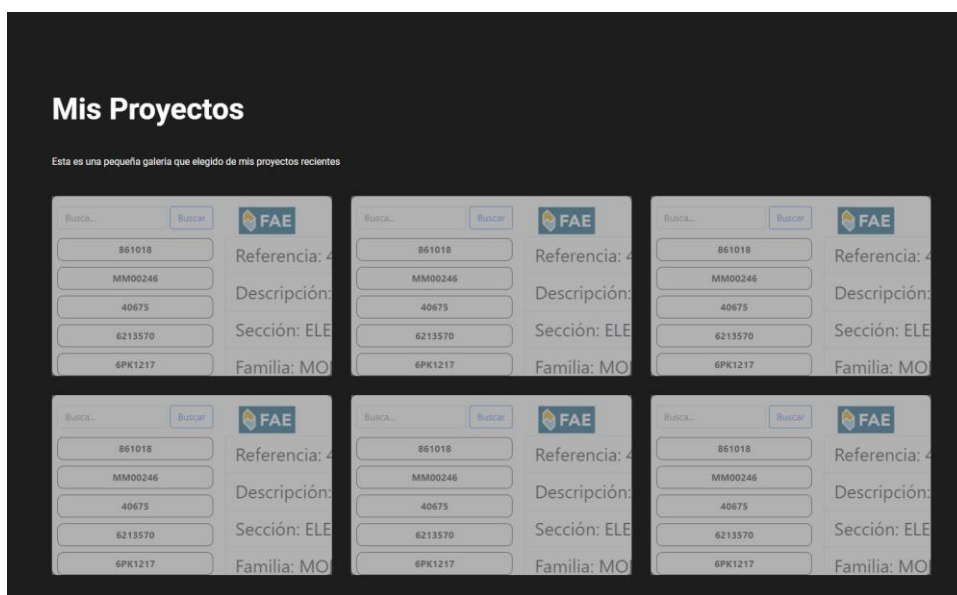 Mis Proyectos
Esta es una pequeña galeria que elegido de mis proyectos recientes
Busca...
Buscar
FAE
861018
Referencia: 4
MM00246
Descripción:
40675
Sección: ELE
6213570
6PK1217
Familia: MO
Busca...
Buscar
FAE
861018
Referencia: 4
MM00246
Descripción:
40675
Sección: ELE
6213570
6PK1217
Familia: MO
Busca...
Buscar
FAE
861018
Referencia: 4
MM00246
Descripción:
40675
Sección: ELE
6213570
6PK1217
Familia: MO
Busca...
Buscar
FAE
861018
Referencia: 4
MM00246
Descripción:
40675
Sección: ELE
6213570
6PK1217
Familia: MO
Busca...
Buscar
FAE
861018
Referencia: 4
MM00246
Descripción:
40675
Sección: ELE
6213570
6PK1217
Familia: MO
Busca...
Buscar
FAE
861018
Referencia: 4
MM00246
Descripción:
40675
Sección: ELE
6213570
6PK1217
Familia: MO